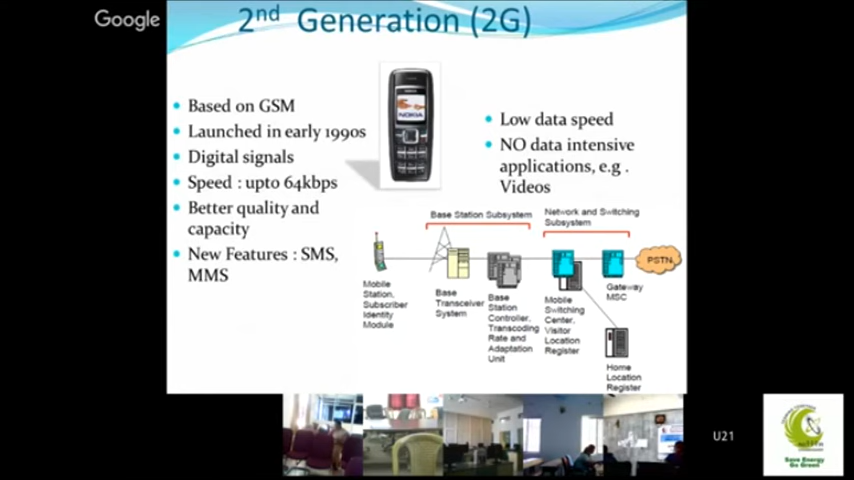 Google
2nd Generation (2G)
Based on GSM
Launched in early 1990s
Digital signals
Speed : upto 64kbps
Better quality and
capacity
New Features : SMS,
MMS
NOKIA
Low data speed
NO data intensive
applications, e.g .
Videos
Base Station Subsystem
Network and Switching
Subsystem
PSTN
Mobile
Station,
Subscriber
Identity
Module
Base
Transceiver
System
Base
Station
Controller,
Transcoding
Rate and
Adaptation
Unit
Mobile
Switching
Center,
Visitor
Location
Register
Gateway
MSC
Home
Location
Register
U21
Save Energy
Go Green